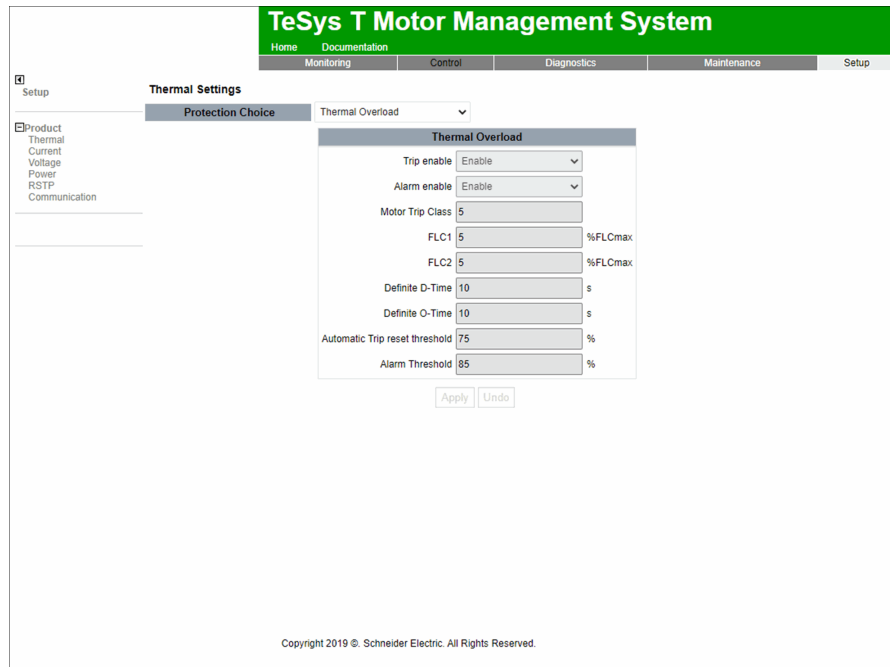 TeSys T Motor Management System
Home Documentation
Monitoring Control Diagnostics Maintenance Setup
Setup
Thermal Settings
Protection Choice Thermal Overload
Product
Thermal
Current
Voltage
Power
RSTP
Communication
Thermal Overload
Trip enable Enable
Alarm enable Enable
Motor Trip Class 5
FLC1 5 %FLCmax
FLC2 5 %FLCmax
Definite D-Time 10 s
Definite O-Time 10 s
Automatic Trip reset threshold 75 %
Alarm Threshold 85 %
Apply Undo
Copyright 2019 ©. Schneider Electric. All Rights Reserved.